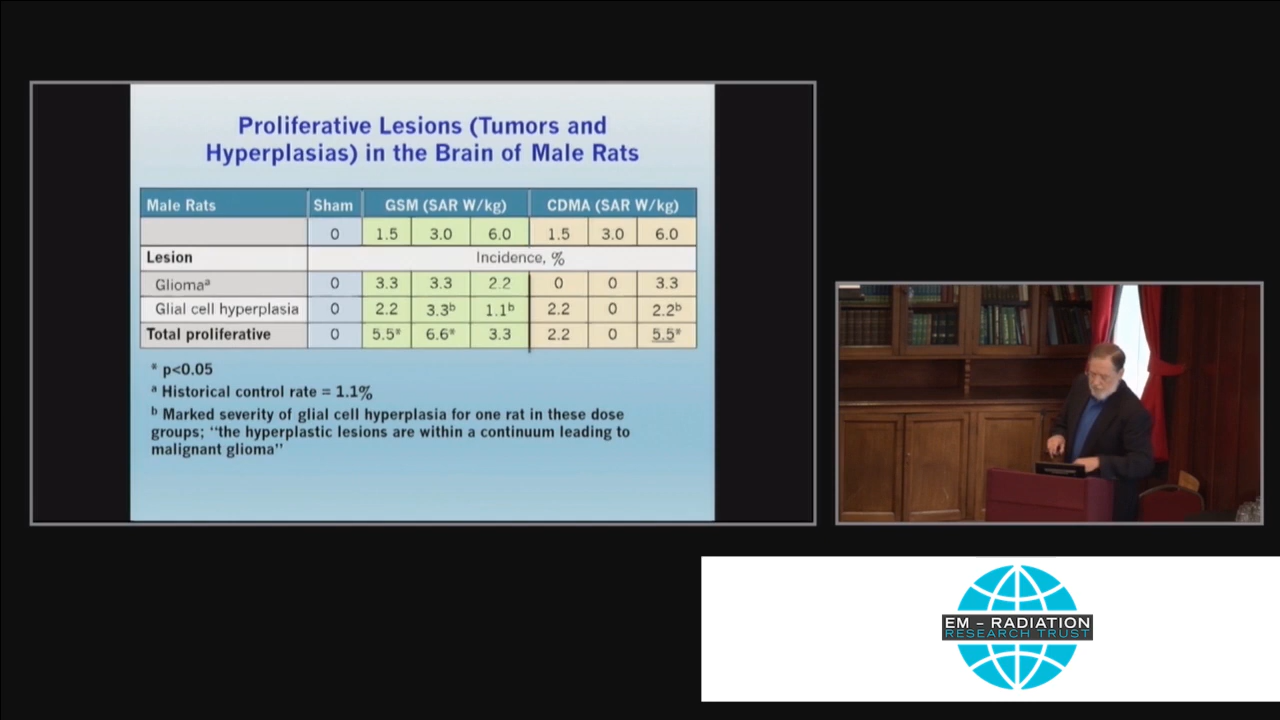 Proliferative Lesions (Tumors and
Hyperplasias) in the Brain of Male Rats
Male Rats Sham GSM (SAR W/kg) CDMA (SAR W/kg)
0 1.5 3.0 6.0 1.5 3.0 6.0
Lesion Incidence, %
Gliomaᵃ 0 3.3 3.3 2.2 0 0 3.3
Glial cell hyperplasia 0 2.2 3.3ᵇ 1.1ᵇ 2.2 0 2.2ᵇ
Total proliferative 0 5.5* 6.6* 3.3 2.2 0 5.5*
* p<0.05
ᵃ Historical control rate = 1.1%
ᵇ Marked severity of glial cell hyperplasia for one rat in these dose
groups; “the hyperplastic lesions are within a continuum leading to
malignant glioma”
EM – RADIATION
RESEARCH TRUST